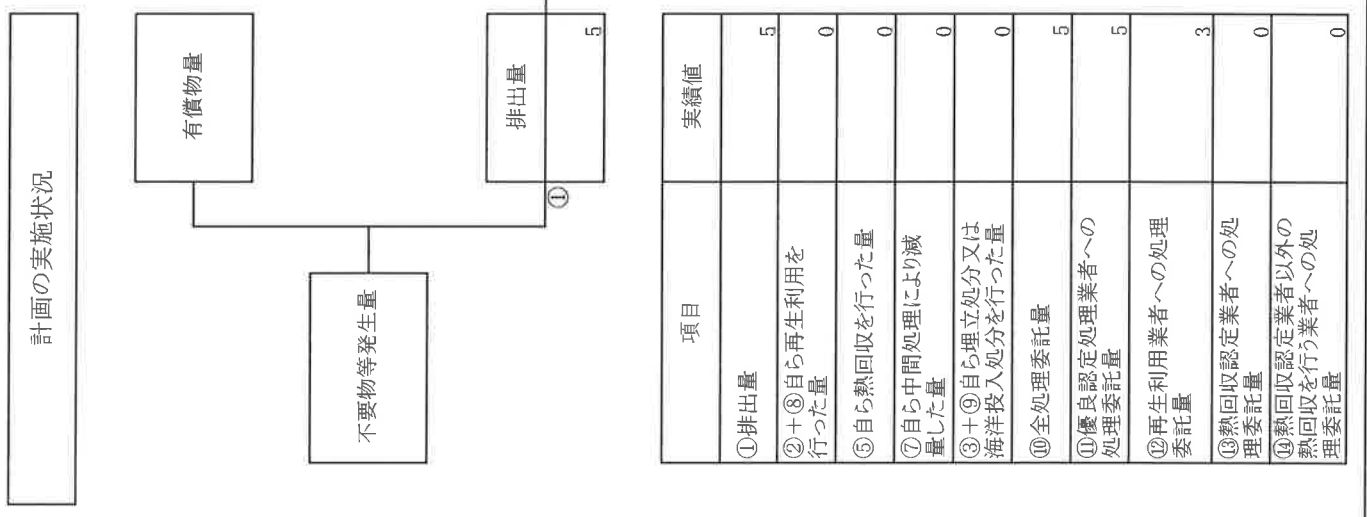 計画の実施状況
不要物等発生量
有償物量
①
排出量
5
項目
実績値
①排出量
5
②＋⑧自ら再生利用を
行った量
0
⑤自ら熱回収を行った量
0
⑦自ら中間処理により減
量した量
0
③＋⑨自ら埋立処分又は
海洋投入処分を行った量
0
⑩全処理委託量
5
⑪優良認定処理業者への
処理委託量
5
⑫再生利用業者への処理
委託量
3
⑬熱回収認定業者への処
理委託量
0
⑭熱回収認定業者以外の
熱回収を行う業者への処
理委託量
0